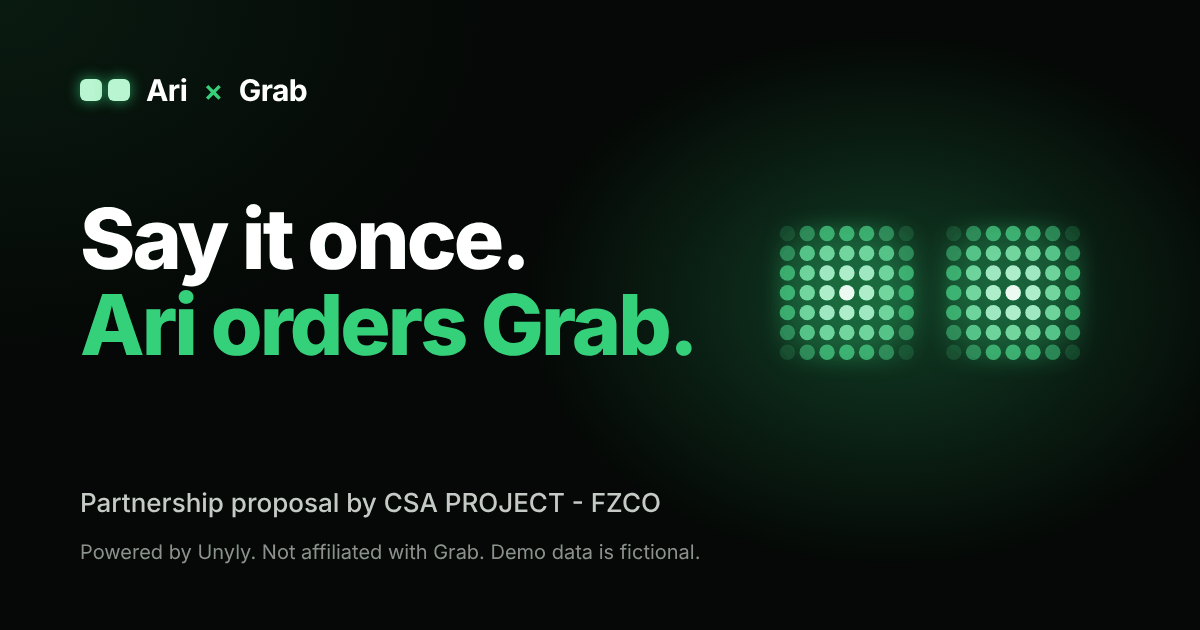 Ari × Grab
Say it once.
Ari orders Grab.
Partnership proposal by CSA PROJECT - FZCO
Powered by Unyly. Not affiliated with Grab. Demo data is fictional.